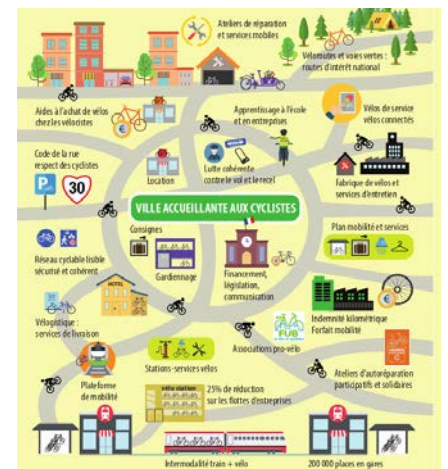 Ateliers de réparation
et services mobiles
Véloroutes et voies vertes :
routes d'intérêt national
Aides à l'achat de vélos
chez les vélocistes
Apprentissage à l'école
et en entreprises
Vélos de service
vélos connectés
Code de la rue
respect des cyclistes
P
30
Location
Lutte cohérente
contre le vol et le recel
Fabrique de vélos et
services d'entretien
VILLE ACCUEILLANTE AUX CYCLISTES
Consignes
Plan mobilité et services
Réseau cyclable lisible
sécurisé et cohérent
HOTEL
Gardiennage
Financement,
législation,
communication
Vélogistique :
services de livraison
Indemnité kilométrique
Forfait mobilité
FUB
Associations pro-vélo
Stations-services vélos
Ateliers d'autoréparation
participatifs et solidaires
Plateforme
de mobilité
vélo station
25% de réduction
sur les flottes d'entreprises
Intermodalité train + vélo
200 000 places en gares